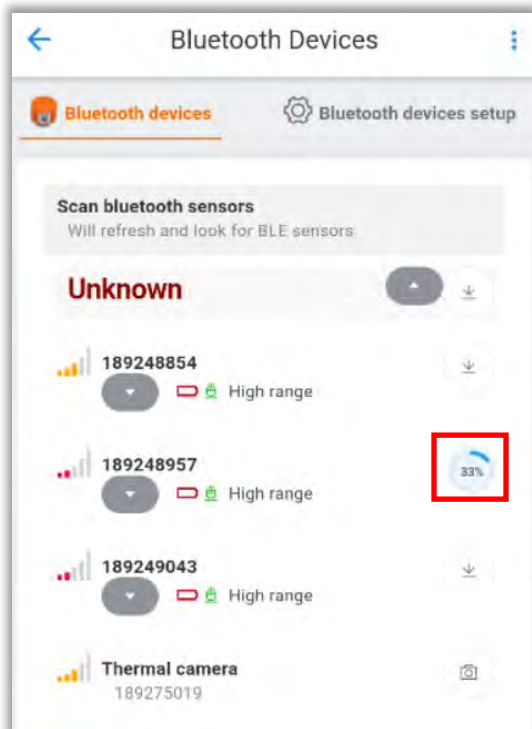 Bluetooth Devices
Bluetooth devices
Bluetooth devices setup
Scan bluetooth sensors
Will refresh and look for BLE sensors
Unknown
189248854
High range
189248957
33%
High range
189249043
High range
Thermal camera
189275019